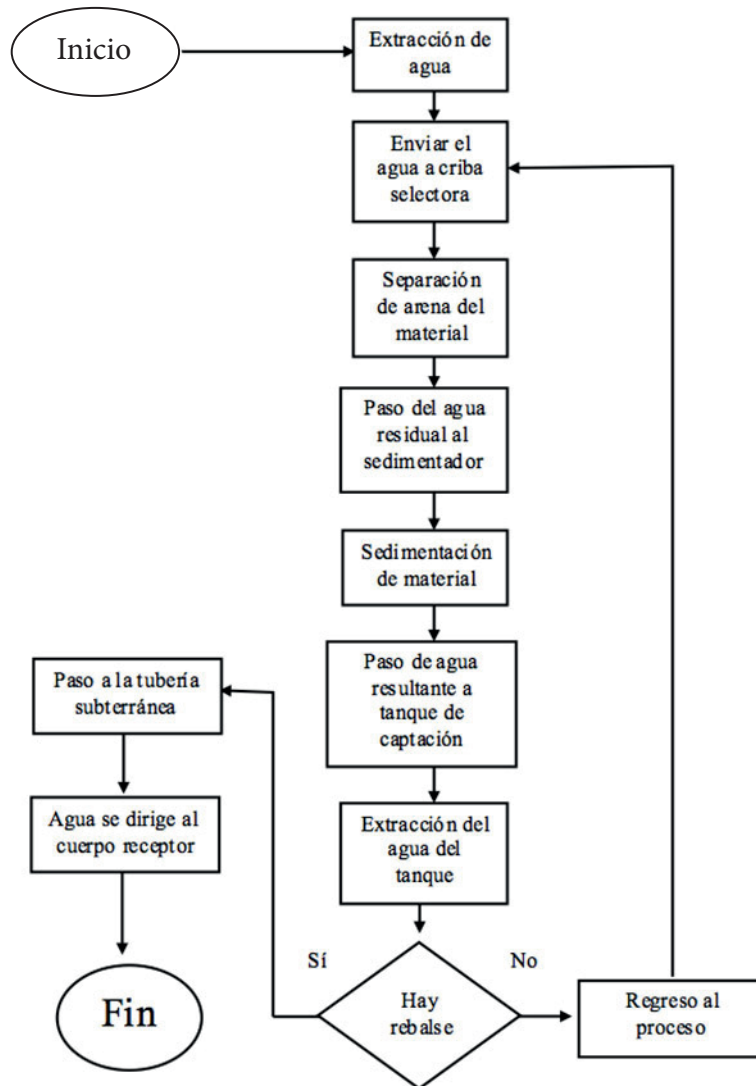 Inicio
Extracción de
agua
Enviar el
agua a criba
selectora
Separación
de arena del
material
Paso del agua
residual al
sedimentador
Sedimentación
de material
Paso de agua
resultante a
tanque de
captación
Extracción del
agua del
tanque
Hay
rebalse
Sí
No
Regreso al
proceso
Paso a la tubería
subterránea
Agua se dirige al
cuerpo receptor
Fin